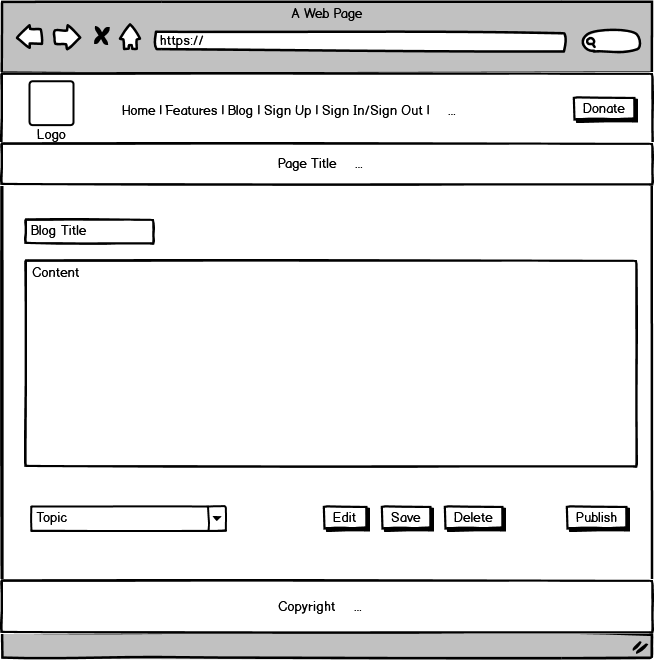 A Web Page
https://
Home | Features | Blog | Sign Up | Sign In/Sign Out | ...
Donate
Logo
Page Title ...
Blog Title
Content
Topic
Edit
Save
Delete
Publish
Copyright ...